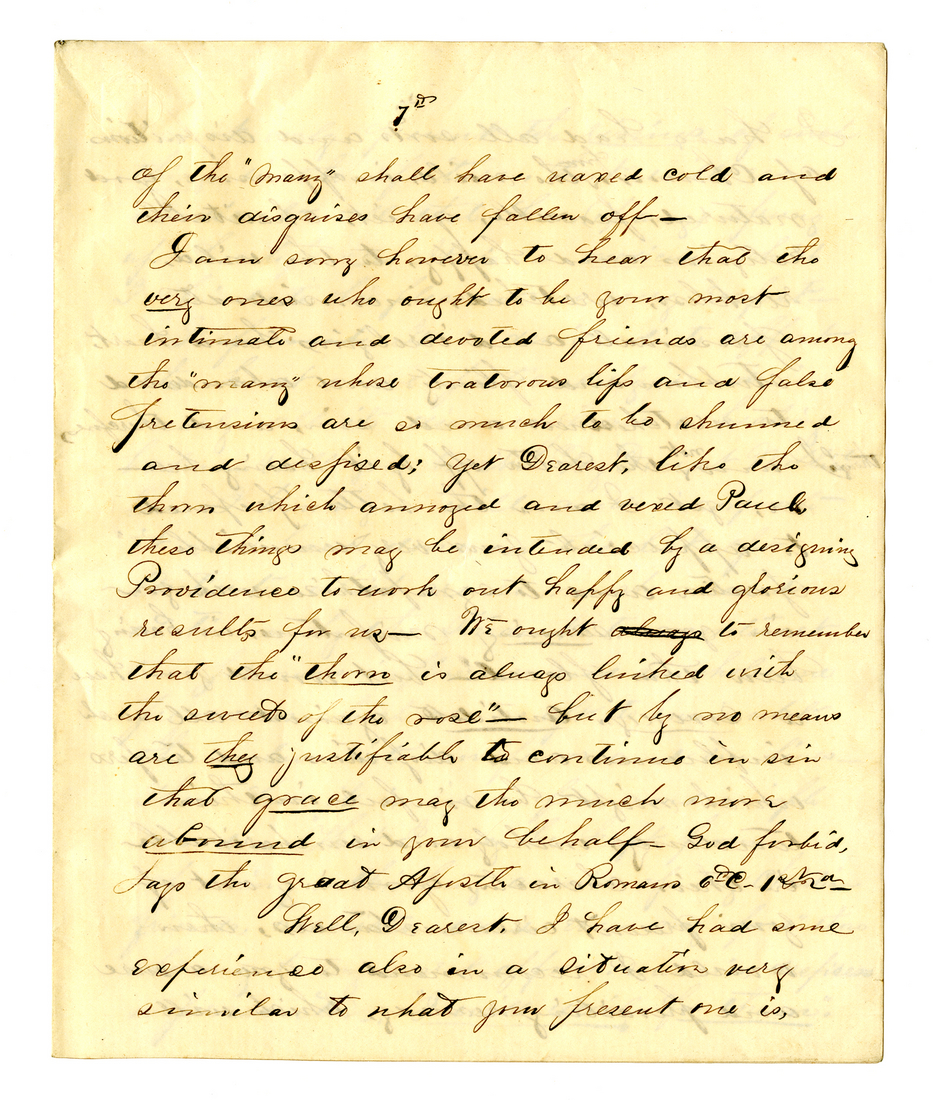 7th
of the "many" shall have waxed cold and
their disguises have fallen off—
I am sorry however to hear that the
very ones who ought to be your most
intimate and devoted friends are among
the "many" whose tratorous lips and false
pretensions are so much to be shunned
and despised; yet Dearest, like the
thorn which annoyed and vexed Paul
these things may be intended by a designing
Providence to work out happy and glorious
results for us— We ought always to remember
that the "thorn is always linked with
the sweets of the rose"— but by no means
are they justifiable to continue in sin
that grace may the much more
abound in your behalf— God forbid,
says the great Apostle in Romans 6th C- 1st
Well, Dearest, I have had some
experience also in a situation very
similar to what your present one is,